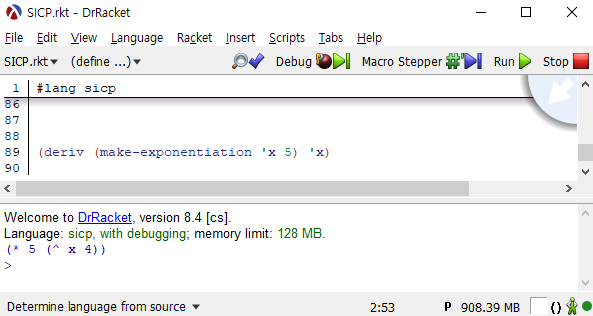 SICP.rkt - DrRacket
File Edit View Language Racket Insert Scripts Tabs Help
SICP.rkt (define ...) Debug Macro Stepper Run Stop
1 #lang sicp
86
87
88
89 (deriv (make-exponentiation 'x 5) 'x)
90
Welcome to DrRacket, version 8.4 [cs].
Language: sicp, with debugging; memory limit: 128 MB.
(* 5 (^ x 4))
>
Determine language from source 2:53 P 908.39 MB ()